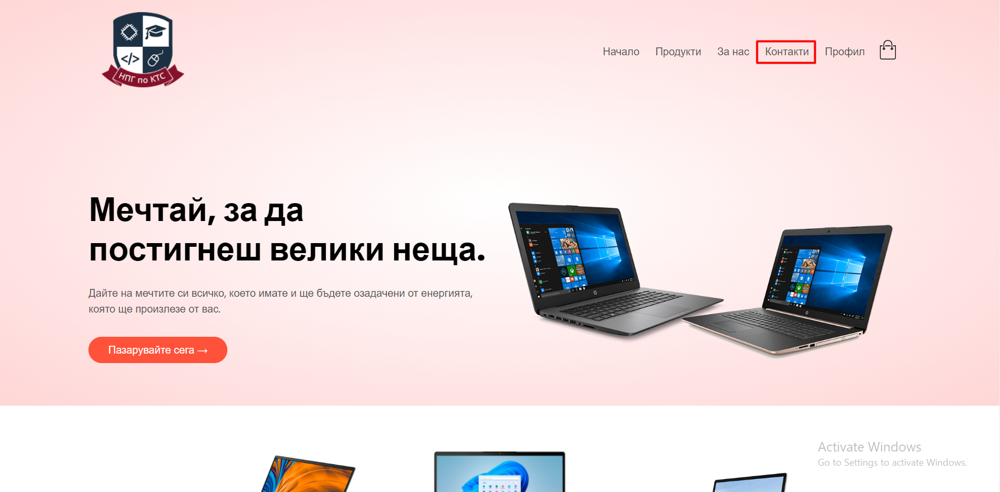 </>
НПГ по КТС
Начало
Продукти
За нас
Контакти
Профил
Мечтай, за да
постигнеш велики неща.
Дайте на мечтите си всичко, което имате и ще бъдете озадачени от енергията,
която ще произлезе от вас.
Пазарувайте сега →
Activate Windows
Go to Settings to activate Windows.